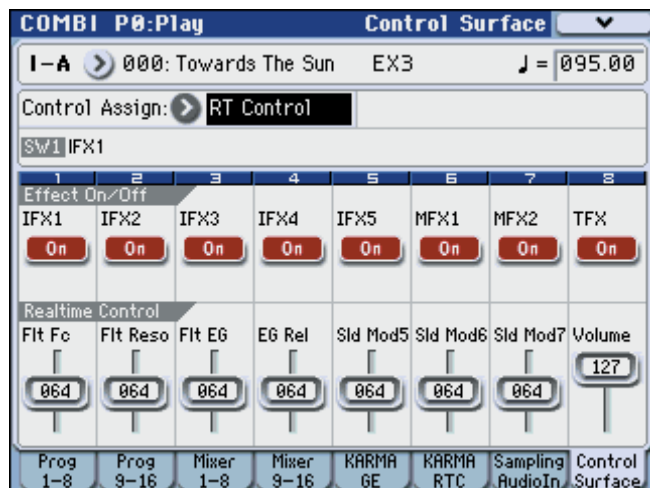 COMBI P0:Play Control Surface
I-A 000: Towards The Sun EX3 ♩= 095.00
Control Assign: RT Control
SW1 IFX1
1 2 3 4 5 6 7 8
Effect On/Off
IFX1 IFX2 IFX3 IFX4 IFX5 MFX1 MFX2 TFX
On On On On On On On On
Realtime Control
Flt Fc Flt Reso Flt EG EG Rel Sld Mod5 Sld Mod6 Sld Mod7 Volume
064 064 064 064 064 064 064 127
Prog 1-8 Prog 9-16 Mixer 1-8 Mixer 9-16 KARMA GE KARMA RTC Sampling AudioIn Control Surface